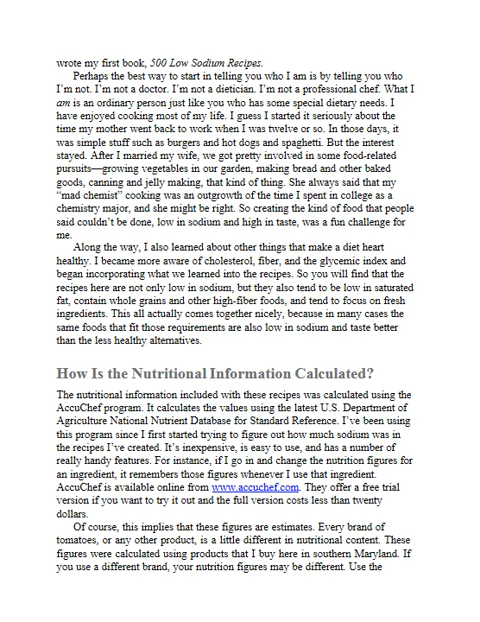 wrote my first book, 500 Low Sodium Recipes.
Perhaps the best way to start in telling you who I am is by telling you who
I'm not. I'm not a doctor. I'm not a dietician. I'm not a professional chef. What I
am is an ordinary person just like you who has some special dietary needs. I
have enjoyed cooking most of my life. I guess I started it seriously about the
time my mother went back to work when I was twelve or so. In those days, it
was simple stuff such as burgers and hot dogs and spaghetti. But the interest
stayed. After I married my wife, we got pretty involved in some food-related
pursuits—growing vegetables in our garden, making bread and other baked
goods, canning and jelly making, that kind of thing. She always said that my
"mad chemist" cooking was an outgrowth of the time I spent in college as a
chemistry major, and she might be right. So creating the kind of food that people
said couldn't be done, low in sodium and high in taste, was a fun challenge for
me.
Along the way, I also learned about other things that make a diet heart
healthy. I became more aware of cholesterol, fiber, and the glycemic index and
began incorporating what we learned into the recipes. So you will find that the
recipes here are not only low in sodium, but they also tend to be low in saturated
fat, contain whole grains and other high-fiber foods, and tend to focus on fresh
ingredients. This all actually comes together nicely, because in many cases the
same foods that fit those requirements are also low in sodium and taste better
than the less healthy alternatives.
How Is the Nutritional Information Calculated?
The nutritional information included with these recipes was calculated using the
AccuChef program. It calculates the values using the latest U.S. Department of
Agriculture National Nutrient Database for Standard Reference. I've been using
this program since I first started trying to figure out how much sodium was in
the recipes I've created. It's inexpensive, is easy to use, and has a number of
really handy features. For instance, if I go in and change the nutrition figures for
an ingredient, it remembers those figures whenever I use that ingredient.
AccuChef is available online from www.accuchef.com. They offer a free trial
version if you want to try it out and the full version costs less than twenty
dollars.
Of course, this implies that these figures are estimates. Every brand of
tomatoes, or any other product, is a little different in nutritional content. These
figures were calculated using products that I buy here in southern Maryland. If
you use a different brand, your nutrition figures may be different. Use the